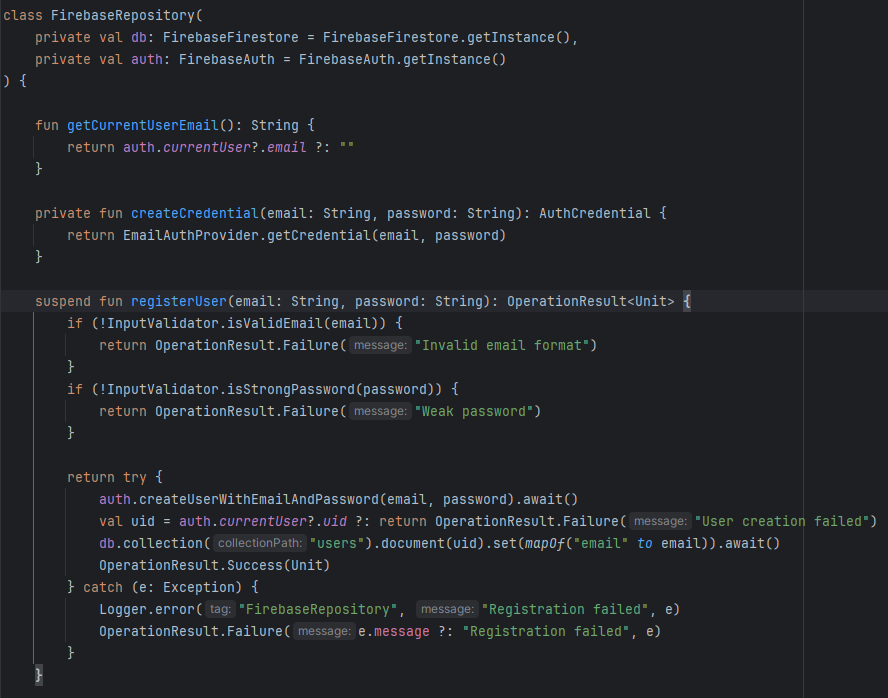 class FirebaseRepository(
    private val db: FirebaseFirestore = FirebaseFirestore.getInstance(),
    private val auth: FirebaseAuth = FirebaseAuth.getInstance()
) {

    fun getCurrentUserEmail(): String {
        return auth.currentUser?.email ?: ""
    }

    private fun createCredential(email: String, password: String): AuthCredential {
        return EmailAuthProvider.getCredential(email, password)
    }

    suspend fun registerUser(email: String, password: String): OperationResult<Unit> {
        if (!InputValidator.isValidEmail(email)) {
            return OperationResult.Failure( message: "Invalid email format")
        }
        if (!InputValidator.isStrongPassword(password)) {
            return OperationResult.Failure( message: "Weak password")
        }

        return try {
            auth.createUserWithEmailAndPassword(email, password).await()
            val uid = auth.currentUser?.uid ?: return OperationResult.Failure( message: "User creation failed")
            db.collection( collectionPath: "users").document(uid).set(mapOf("email" to email)).await()
            OperationResult.Success(Unit)
        } catch (e: Exception) {
            Logger.error( tag: "FirebaseRepository", message: "Registration failed", e)
            OperationResult.Failure( message: e.message ?: "Registration failed", e)
        }
    }